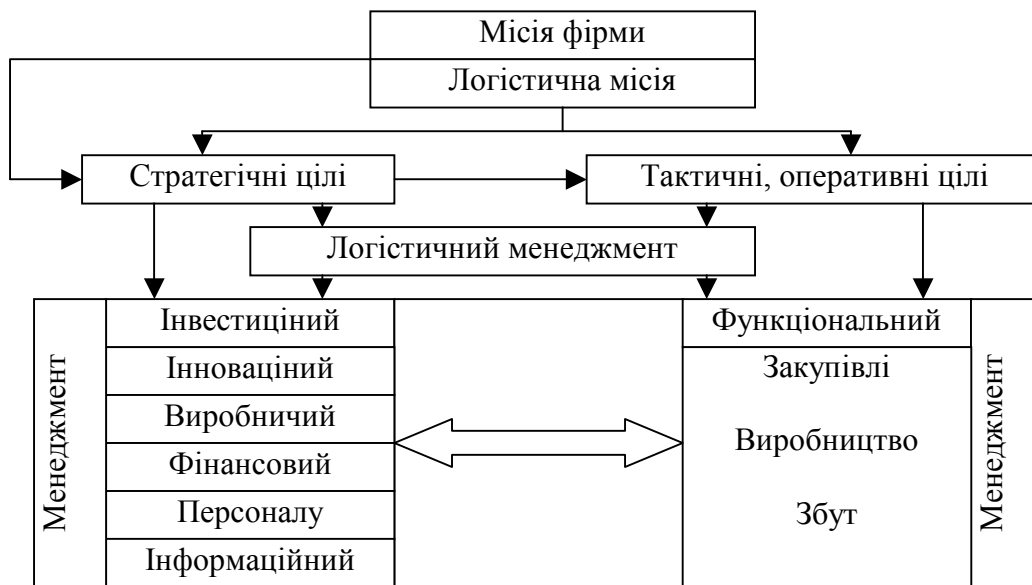 Місія фірми
Логістична місія
Стратегічні цілі
Тактичні, оперативні цілі
Логістичний менеджмент
Менеджмент
Інвестиціний
Інноваціний
Виробничий
Фінансовий
Персоналу
Інформаційний
Функціональний
Закупівлі
Виробництво
Збут
Менеджмент